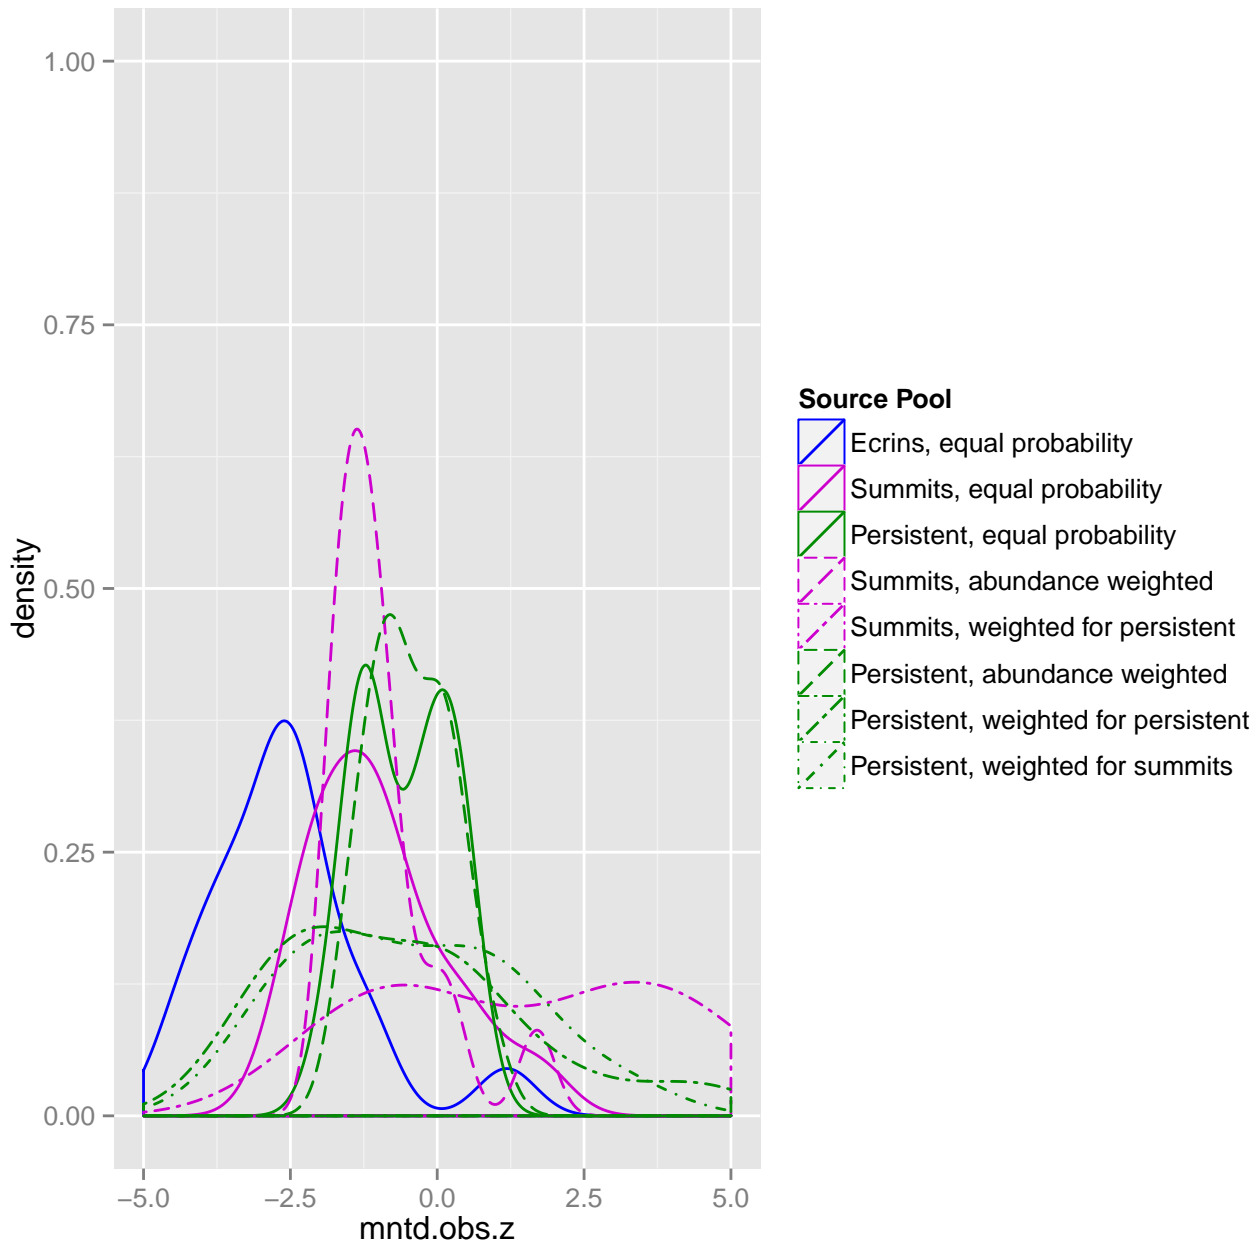 1.00
0.75
0.50
0.25
0.00
density
−5.0 −2.5 0.0 2.5 5.0
mntd.obs.z
Source Pool
Ecrins, equal probability
Summits, equal probability
Persistent, equal probability
Summits, abundance weighted
Summits, weighted for persistent
Persistent, abundance weighted
Persistent, weighted for persistent
Persistent, weighted for summits